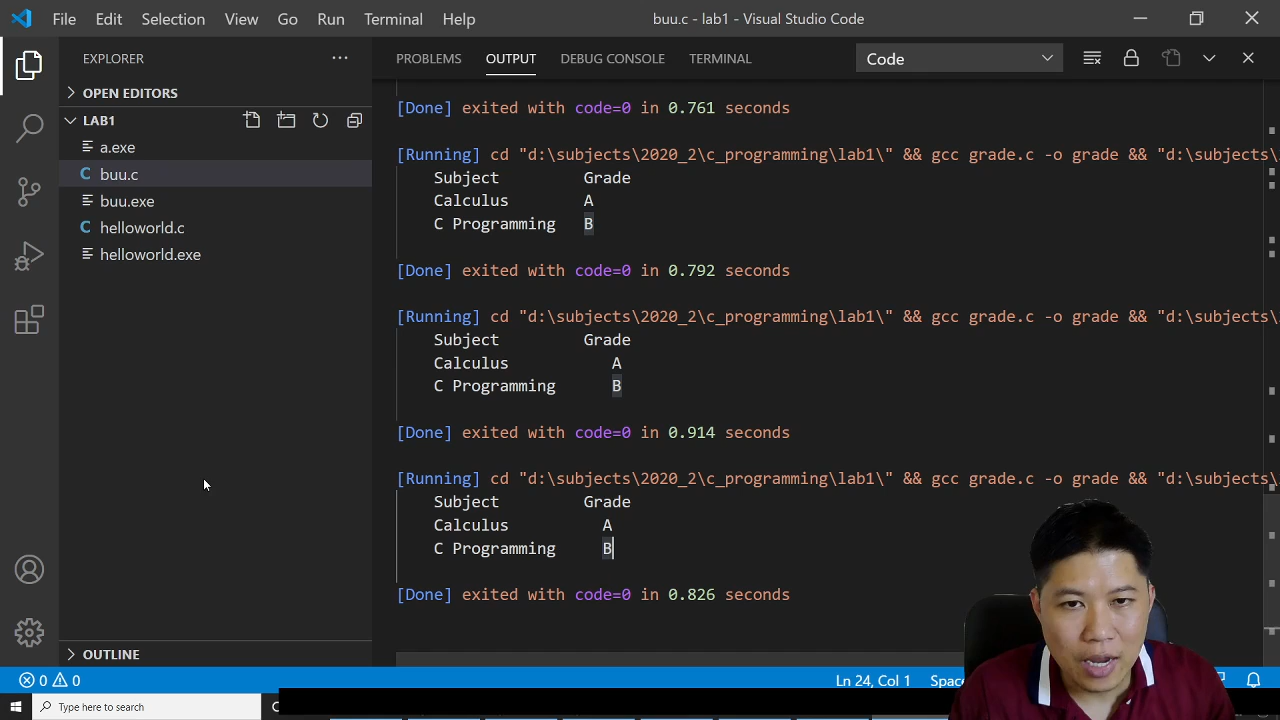 File Edit Selection View Go Run Terminal Help buu.c - lab1 - Visual Studio Code
EXPLORER
PROBLEMS OUTPUT DEBUG CONSOLE TERMINAL Code
OPEN EDITORS
LAB1
a.exe
C buu.c
buu.exe
C helloworld.c
helloworld.exe
[Done] exited with code=0 in 0.761 seconds
[Running] cd "d:\subjects\2020_2\c_programming\lab1\" && gcc grade.c -o grade && "d:\subjects\
Subject Grade
Calculus A
C Programming B
[Done] exited with code=0 in 0.792 seconds
[Running] cd "d:\subjects\2020_2\c_programming\lab1\" && gcc grade.c -o grade && "d:\subjects\
Subject Grade
Calculus A
C Programming B
[Done] exited with code=0 in 0.914 seconds
[Running] cd "d:\subjects\2020_2\c_programming\lab1\" && gcc grade.c -o grade && "d:\subjects\
Subject Grade
Calculus A
C Programming B
[Done] exited with code=0 in 0.826 seconds
OUTLINE
0 0 Ln 24, Col 1
Type here to search